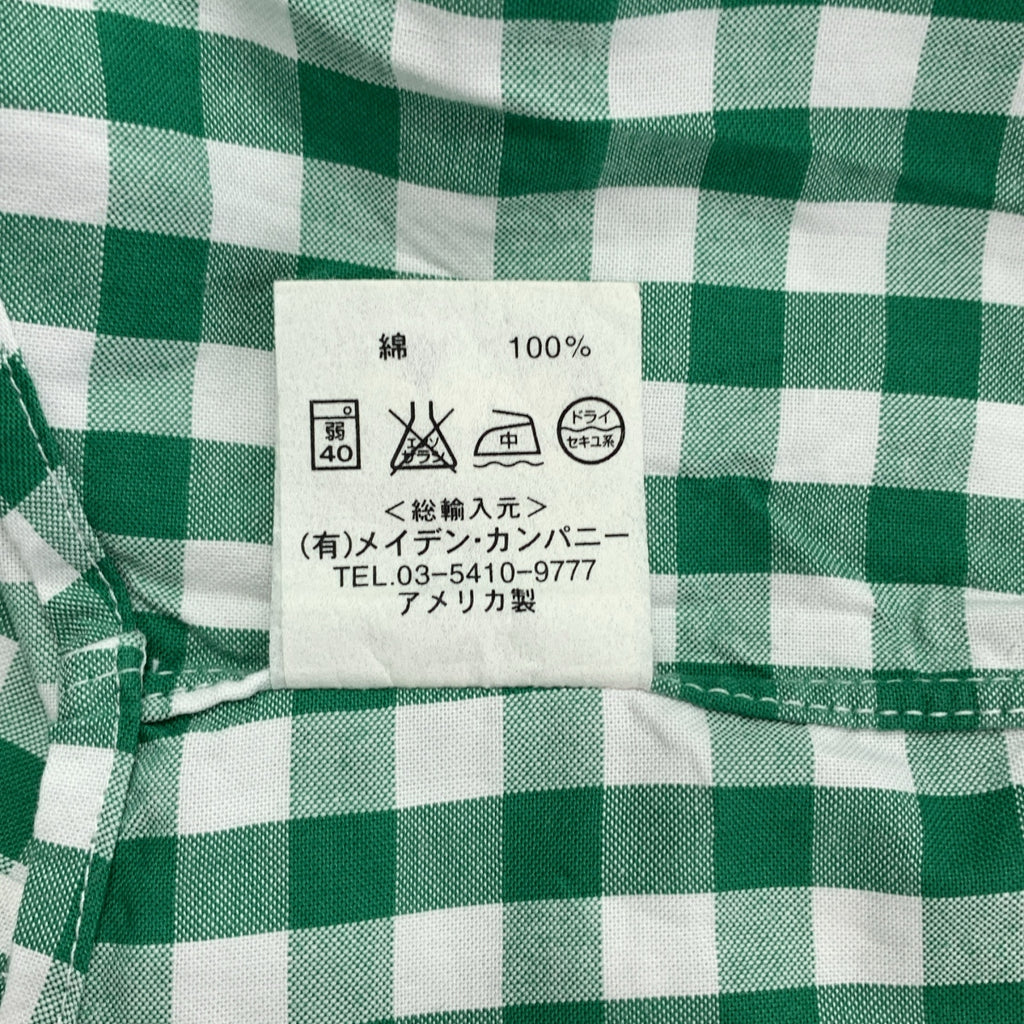 綿 100%
弱 40 エンソ サラシ 中 ドライ セキユ系
＜総輸入元＞
(有)メイデン・カンパニー
TEL.03-5410-9777
アメリカ製